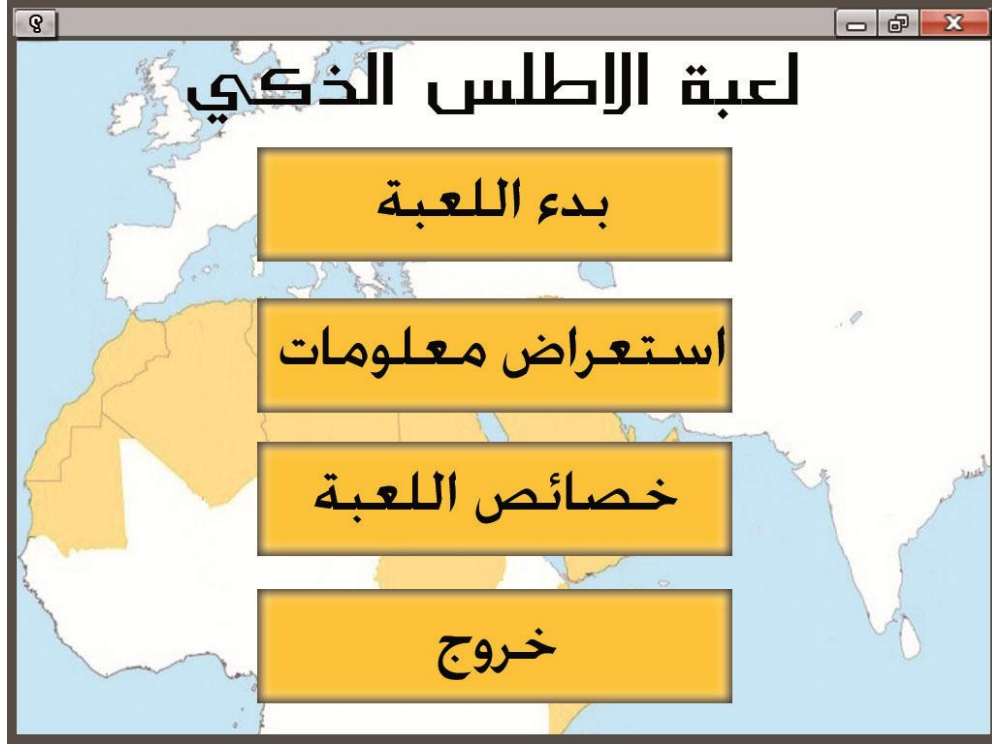 لعبة الاطلس الذكي
بدء اللعبة
استعراض معلومات
خصائص اللعبة
خروج